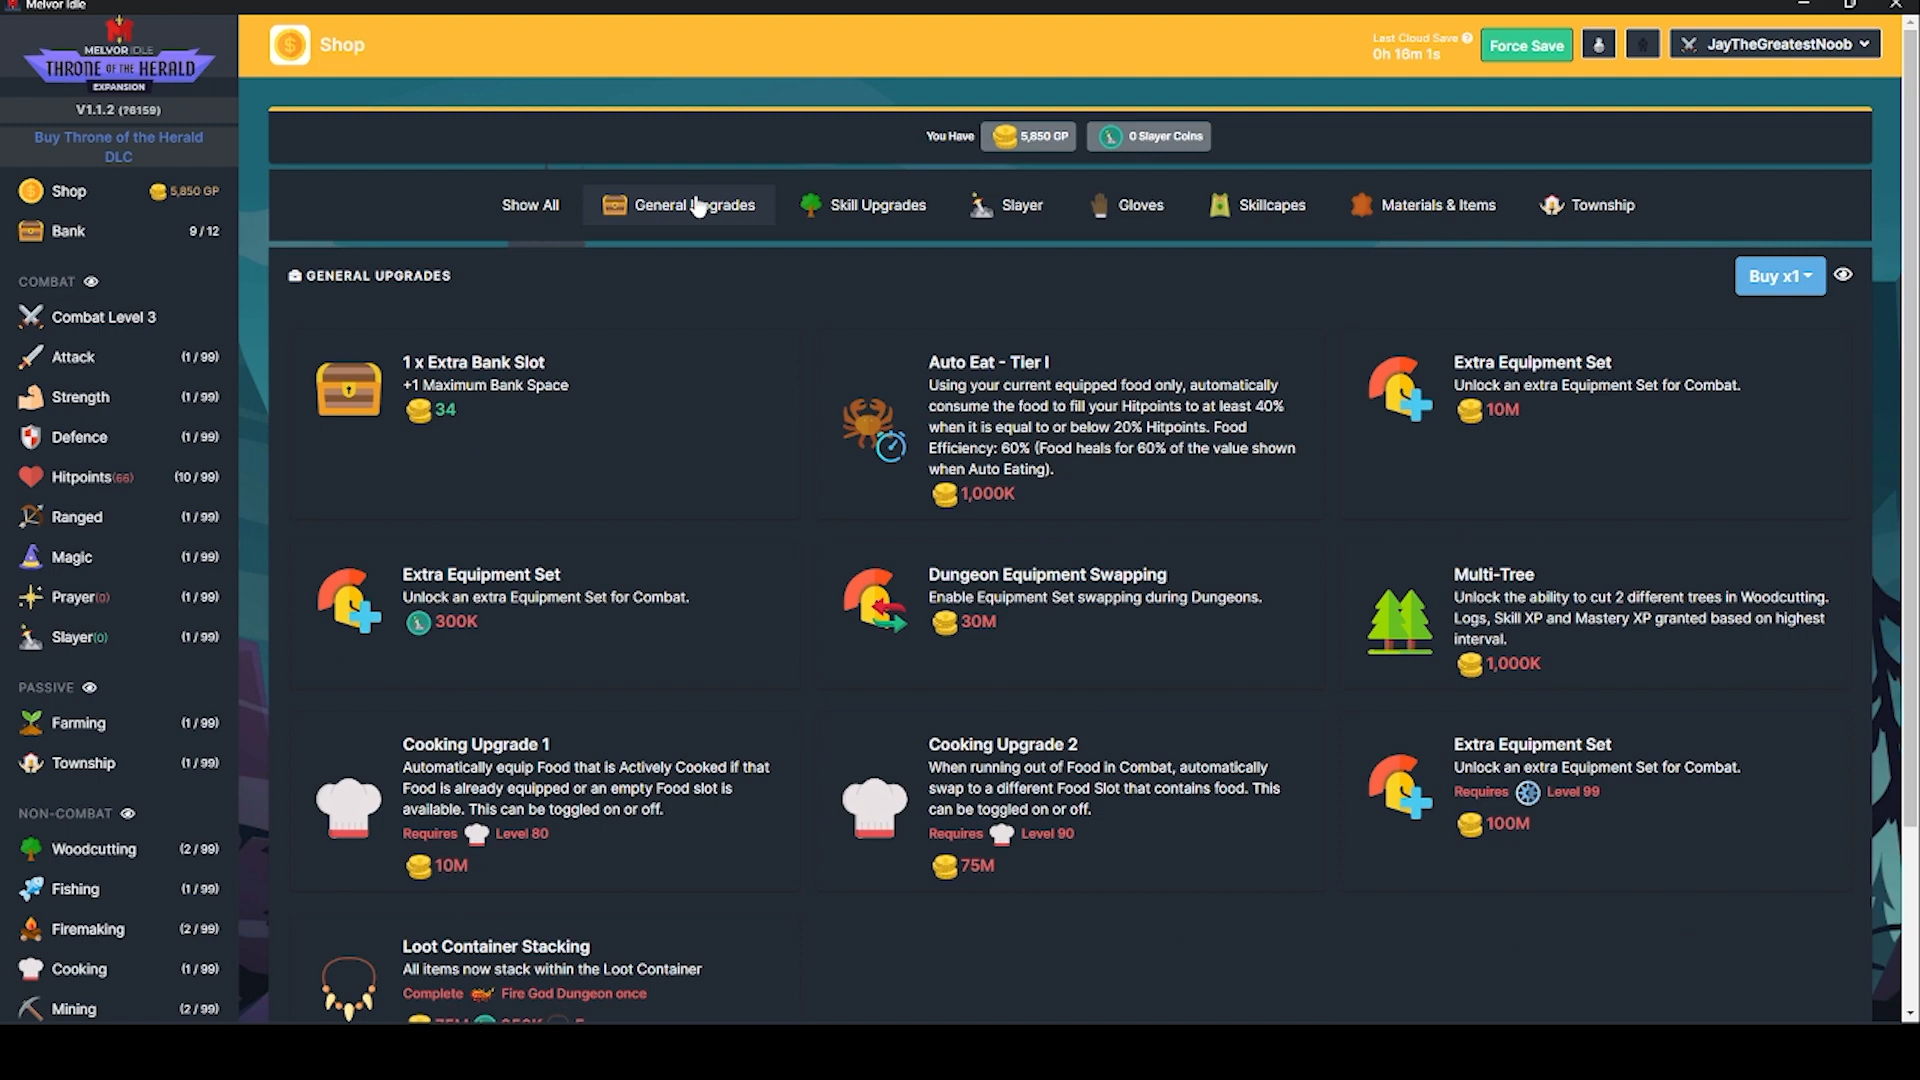 Melvor Idle
MELVOR IDLE
THRONE OF THE HERALD
EXPANSION
V1.1.2 (?6159)
Buy Throne of the Herald
DLC
Shop 5,850 GP
Bank 9 / 12
COMBAT
Combat Level 3
Attack (1 / 99)
Strength (1 / 99)
Defence (1 / 99)
Hitpoints(66) (10 / 99)
Ranged (1 / 99)
Magic (1 / 99)
Prayer(0) (1 / 99)
Slayer(0) (1 / 99)
PASSIVE
Farming (1 / 99)
Township (1 / 99)
NON-COMBAT
Woodcutting (2 / 99)
Fishing (1 / 99)
Firemaking (2 / 99)
Cooking (1 / 99)
Mining (2 / 99)
Shop
Last Cloud Save
0h 16m 1s
Force Save
JayTheGreatestNoob
You Have 5,850 GP 0 Slayer Coins
Show All General Upgrades Skill Upgrades Slayer Gloves Skillcapes Materials & Items Township
GENERAL UPGRADES
Buy x1
1 x Extra Bank Slot
+1 Maximum Bank Space
34
Auto Eat - Tier I
Using your current equipped food only, automatically
consume the food to fill your Hitpoints to at least 40%
when it is equal to or below 20% Hitpoints. Food
Efficiency: 60% (Food heals for 60% of the value shown
when Auto Eating).
1,000K
Extra Equipment Set
Unlock an extra Equipment Set for Combat.
10M
Extra Equipment Set
Unlock an extra Equipment Set for Combat.
300K
Dungeon Equipment Swapping
Enable Equipment Set swapping during Dungeons.
30M
Multi-Tree
Unlock the ability to cut 2 different trees in Woodcutting.
Logs, Skill XP and Mastery XP granted based on highest
interval.
1,000K
Cooking Upgrade 1
Automatically equip Food that is Actively Cooked if that
Food is already equipped or an empty Food slot is
available. This can be toggled on or off.
Requires Level 80
10M
Cooking Upgrade 2
When running out of Food in Combat, automatically
swap to a different Food Slot that contains food. This
can be toggled on or off.
Requires Level 90
75M
Extra Equipment Set
Unlock an extra Equipment Set for Combat.
Requires Level 99
100M
Loot Container Stacking
All items now stack within the Loot Container
Complete Fire God Dungeon once